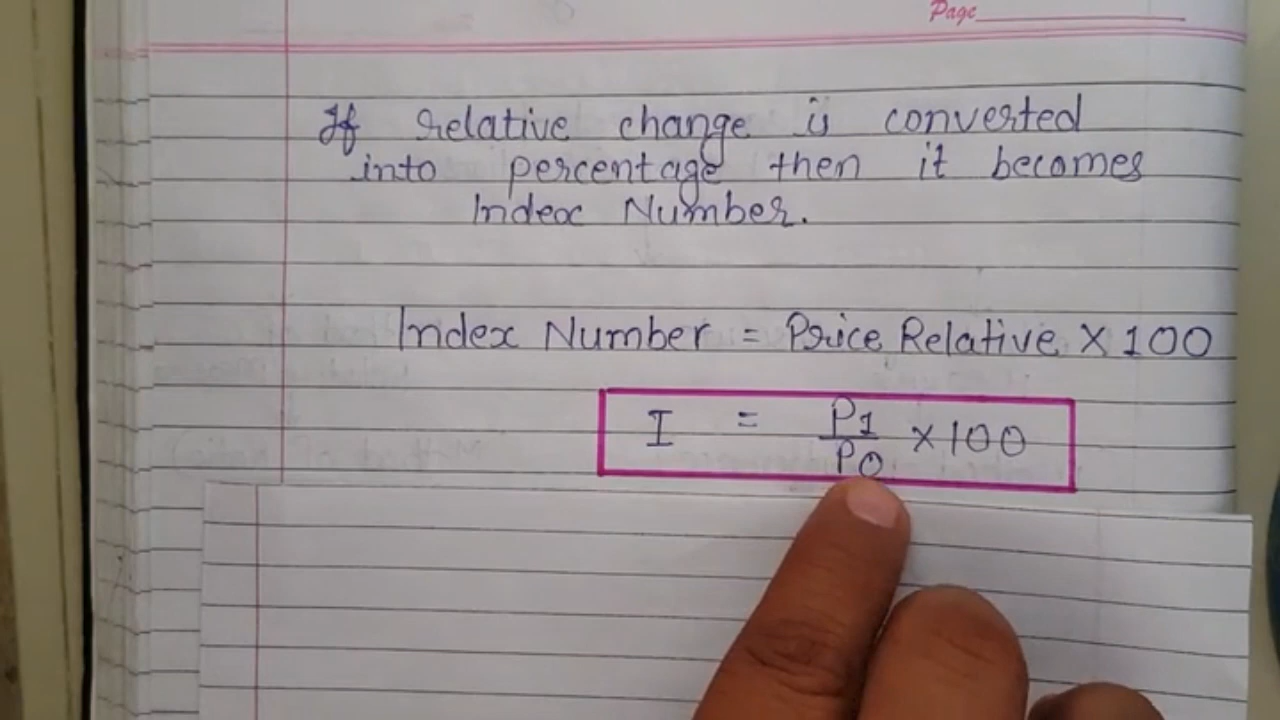 Page
If relative change is converted
into percentage then it becomes
Index Number.
Index Number = Price Relative X 100
I = P1/P0 X 100